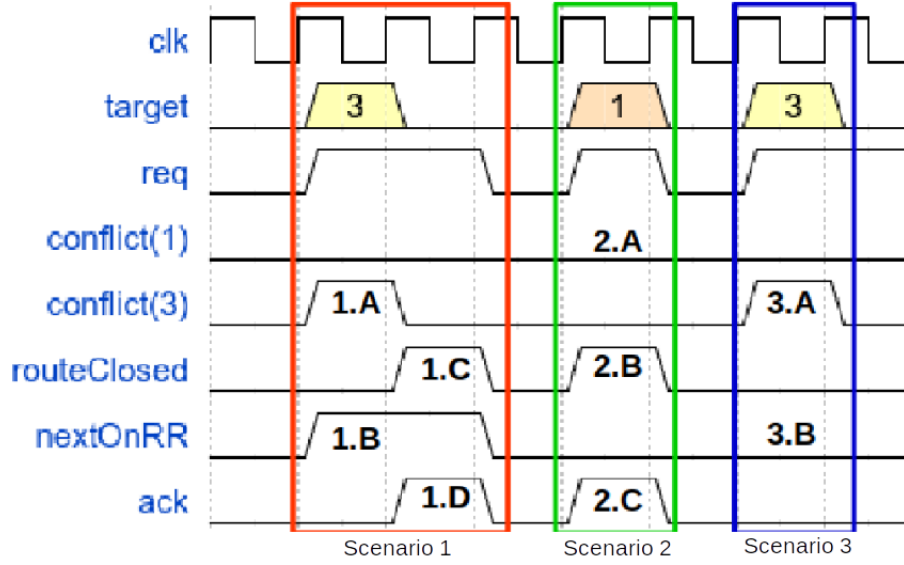 clk
target 3 1 3
req
conflict(1) 2.A
conflict(3) 1.A 3.A
routeClosed 1.C 2.B
nextOnRR 1.B 3.B
ack 1.D 2.C
Scenario 1 Scenario 2 Scenario 3